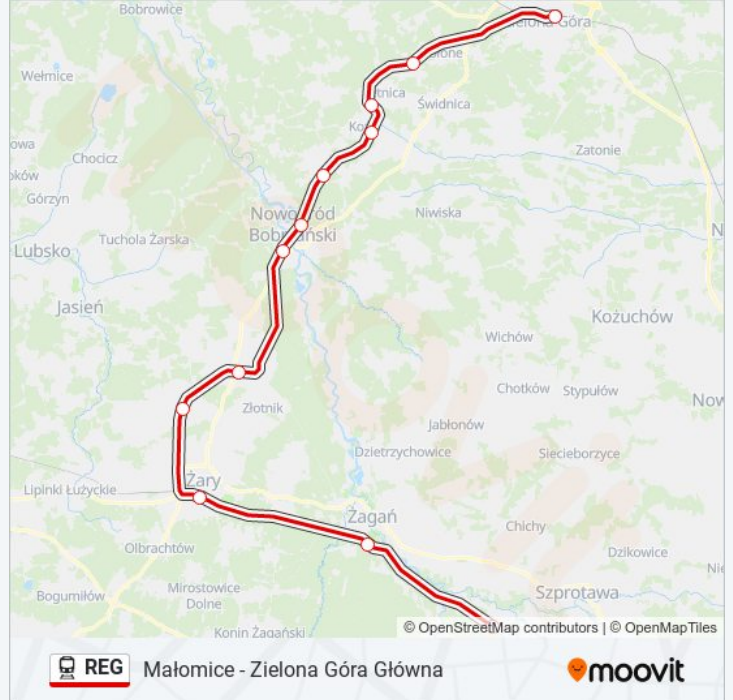 Bobrowice
Zielona Góra
Wełmice
Świdnica
Chocicz
Zatonie
Górzyn
Niwiska
Nowogród
Bobrzański
Tuchola Żarska
Lubsko
Jasień
Kożuchów
Wichów
Chotków
Stypułów
Złotnik
Jabłonów
Dzietrzychowice
Siecieborzyce
Żary
Lipinki Łużyckie
Żagań
Chichy
Olbrachtów
Dzikowice
Mirostowice
Dolne
Bogumiłów
Szprotawa
Konin Żagański
© OpenStreetMap contributors | © OpenMapTiles
REG Małomice - Zielona Góra Główna
moovit